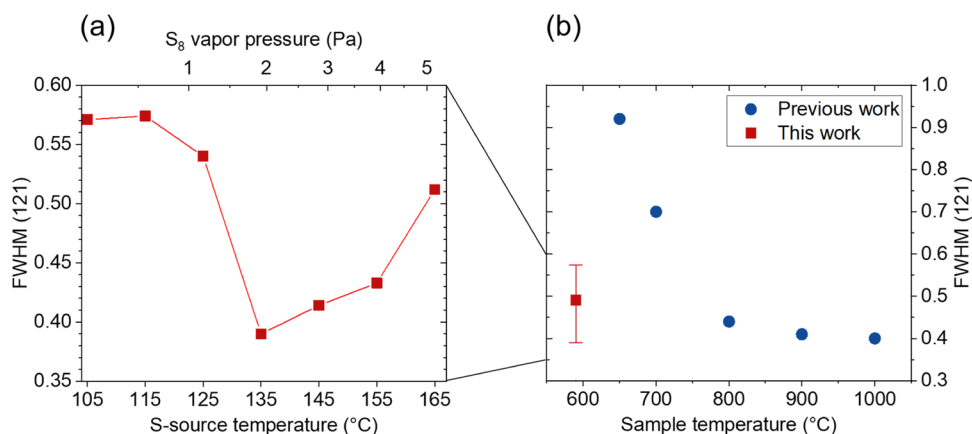 (a)
S8 vapor pressure (Pa)
1 2 3 4 5
0.60
0.55
0.50
0.45
0.40
0.35
FWHM (121)
105 115 125 135 145 155 165
S-source temperature (°C)
(b)
Previous work
This work
1.0
0.9
0.8
0.7
0.6
0.5
0.4
0.3
FWHM (121)
600 700 800 900 1000
Sample temperature (°C)